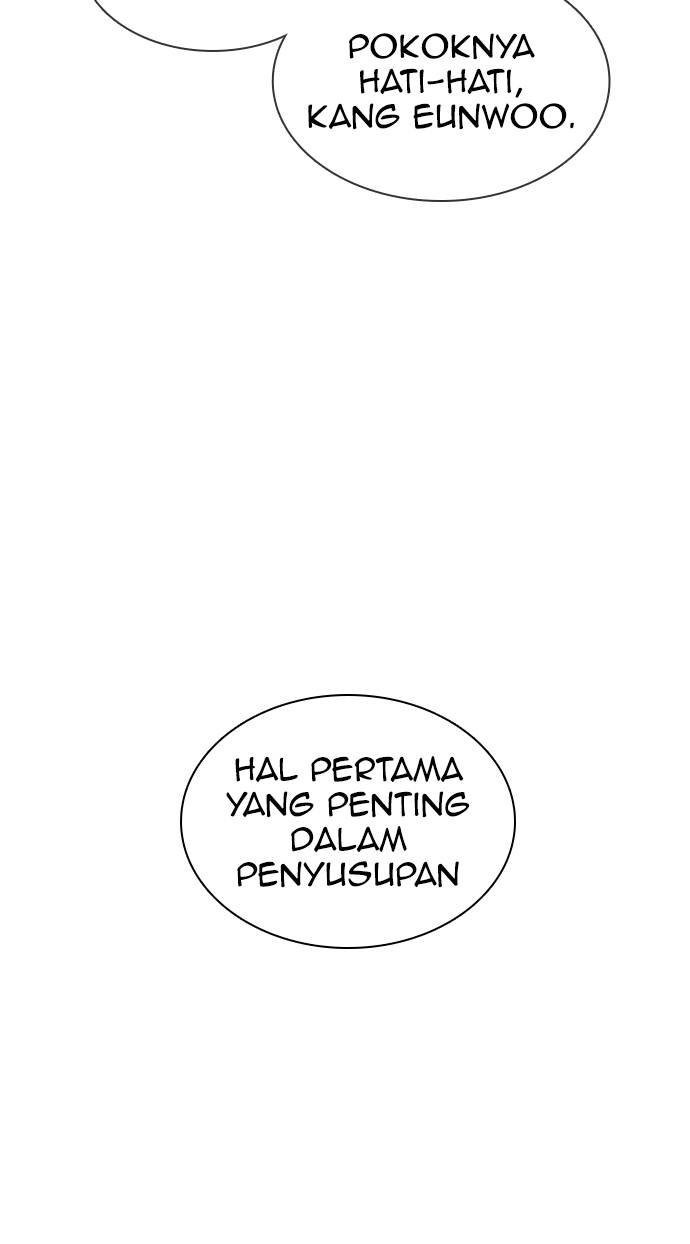 POKOKNYA
HATI-HATI,
KANG EUNWOO.
HAL PERTAMA
YANG PENTING
DALAM
PENYUSUPAN